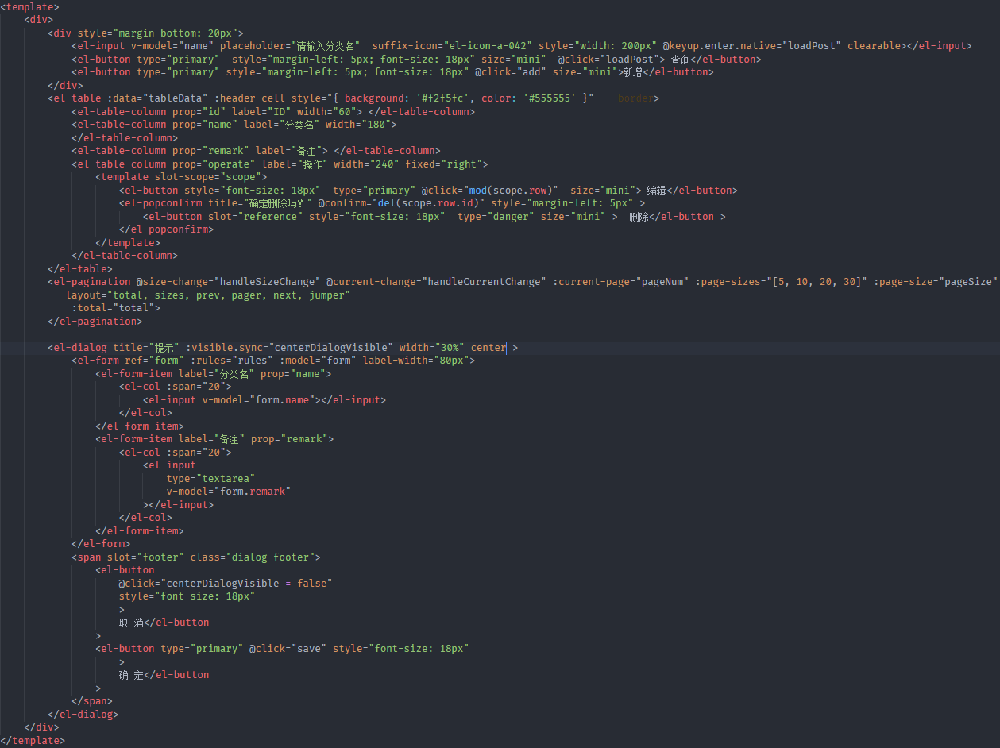 <template>
<div>
<div style="margin-bottom: 20px">
<el-input v-model="name" placeholder="请输入分类名"  suffix-icon="el-icon-a-042" style="width: 200px" @keyup.enter.native="loadPost" clearable></el-input>
<el-button type="primary"  style="margin-left: 5px; font-size: 18px" size="mini"  @click="loadPost"> 查询</el-button>
<el-button type="primary" style="margin-left: 5px; font-size: 18px" @click="add" size="mini">新增</el-button>
</div>
<el-table :data="tableData" :header-cell-style="{ background: '#f2f5fc', color: '#555555' }"    border>
<el-table-column prop="id" label="ID" width="60"> </el-table-column>
<el-table-column prop="name" label="分类名" width="180">
</el-table-column>
<el-table-column prop="remark" label="备注"> </el-table-column>
<el-table-column prop="operate" label="操作" width="240" fixed="right">
<template slot-scope="scope">
<el-button style="font-size: 18px"  type="primary" @click="mod(scope.row)"  size="mini"> 编辑</el-button>
<el-popconfirm title="确定删除吗？" @confirm="del(scope.row.id)" style="margin-left: 5px" >
<el-button slot="reference" style="font-size: 18px"  type="danger" size="mini" >  删除</el-button >
</el-popconfirm>
</template>
</el-table-column>
</el-table>
<el-pagination @size-change="handleSizeChange" @current-change="handleCurrentChange" :current-page="pageNum" :page-sizes="[5, 10, 20, 30]" :page-size="pageSize"
layout="total, sizes, prev, pager, next, jumper"
:total="total">
</el-pagination>
<el-dialog title="提示" :visible.sync="centerDialogVisible" width="30%" center >
<el-form ref="form" :rules="rules" :model="form" label-width="80px">
<el-form-item label="分类名" prop="name">
<el-col :span="20">
<el-input v-model="form.name"></el-input>
</el-col>
</el-form-item>
<el-form-item label="备注" prop="remark">
<el-col :span="20">
<el-input
type="textarea"
v-model="form.remark"
></el-input>
</el-col>
</el-form-item>
</el-form>
<span slot="footer" class="dialog-footer">
<el-button
@click="centerDialogVisible = false"
style="font-size: 18px"
>
取 消</el-button
>
<el-button type="primary" @click="save" style="font-size: 18px"
>
确 定</el-button
>
</span>
</el-dialog>
</div>
</template>